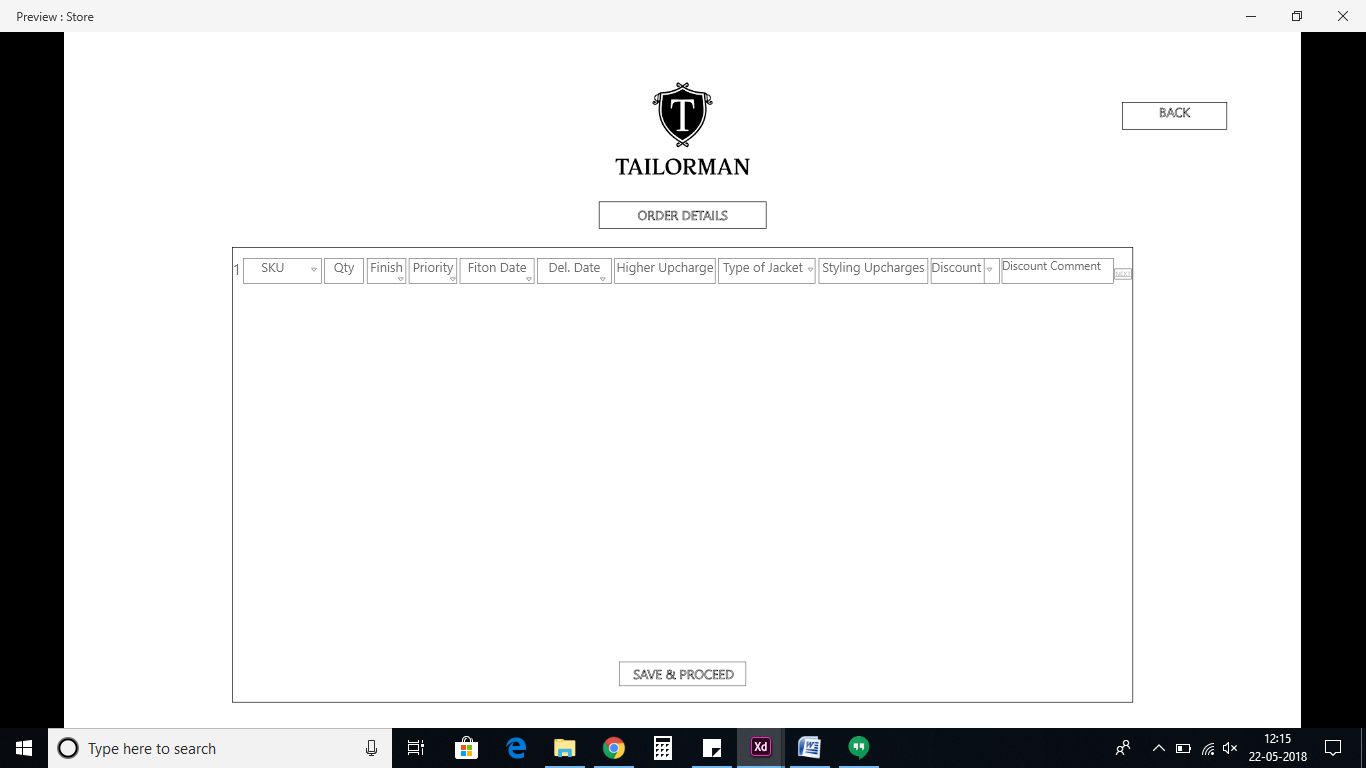 Preview : Store
T
TAILORMAN
BACK
ORDER DETAILS
1 SKU Qty Finish Priority Fiton Date Del. Date Higher Upcharge Type of Jacket Styling Upcharges Discount Discount Comment NEXT
SAVE & PROCEED
Type here to search
Xd
W
12:15
22-05-2018